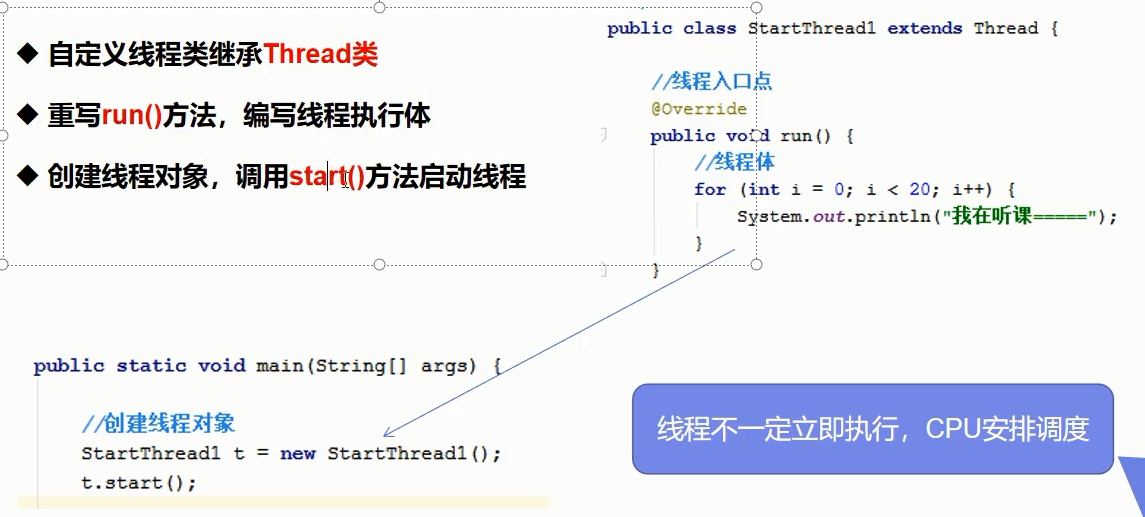 ◆ 自定义线程类继承Thread类
◆ 重写run()方法，编写线程执行体
◆ 创建线程对象，调用start()方法启动线程
public class StartThread1 extends Thread {
//线程入口点
@Override
public void run() {
//线程体
for (int i = 0; i < 20; i++) {
System.out.println("我在听课=====");
}
}
public static void main(String[] args) {
//创建线程对象
StartThread1 t = new StartThread1();
t.start();
线程不一定立即执行，CPU安排调度